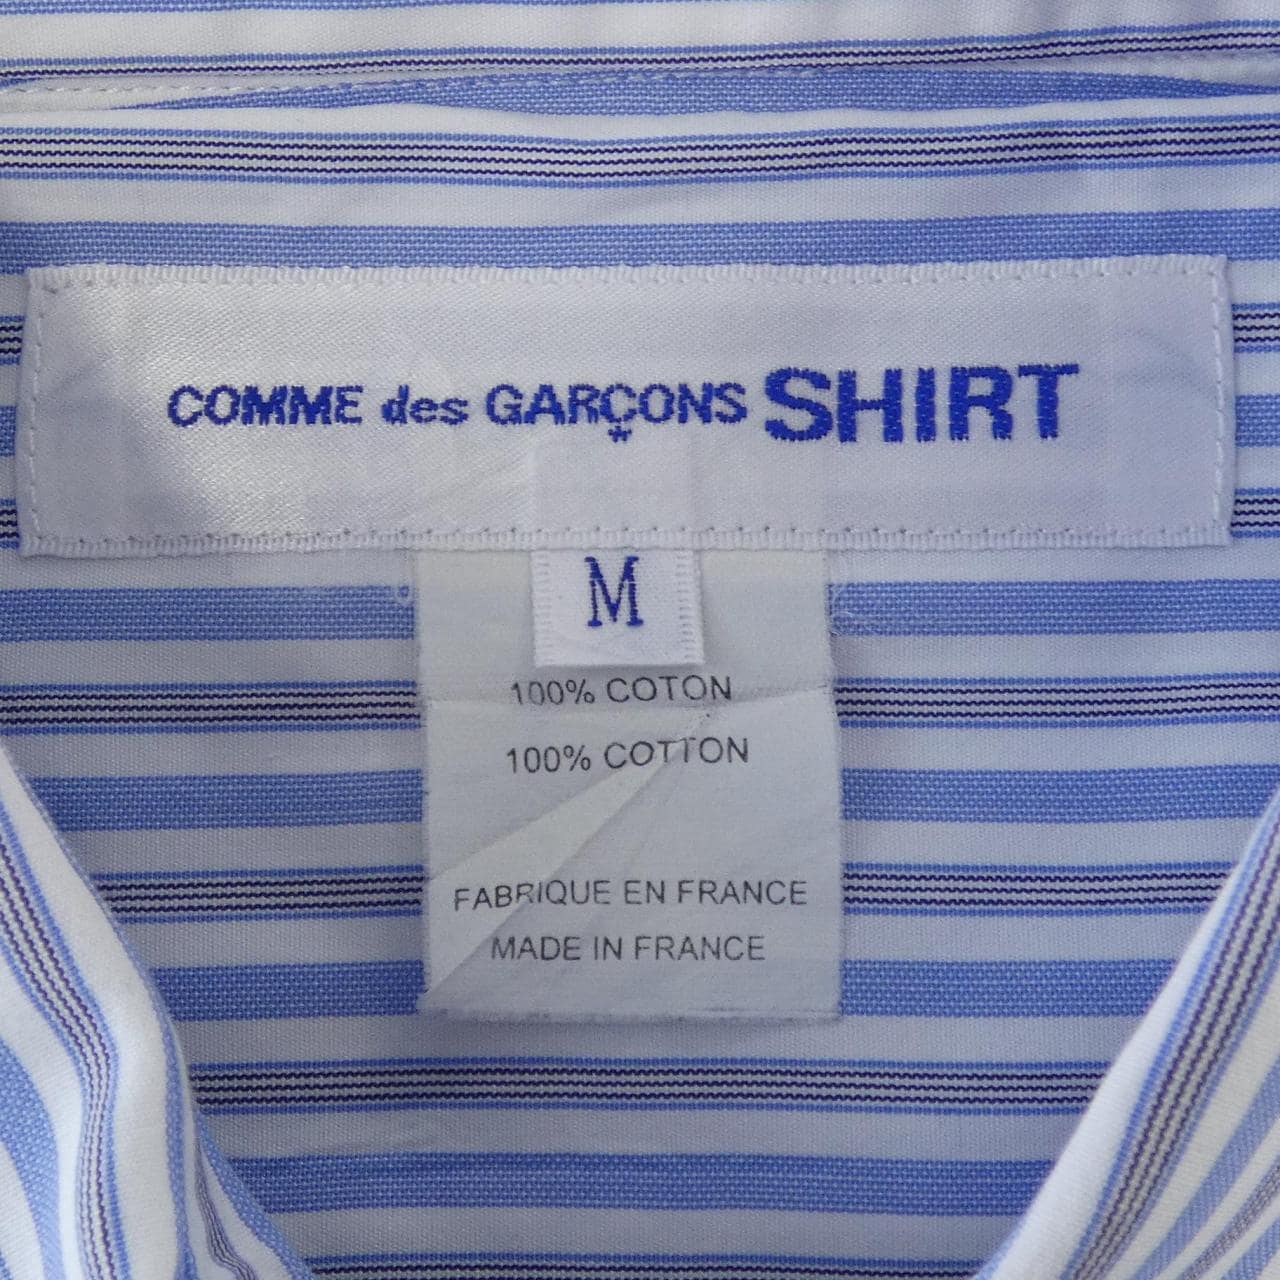 COMME des GARÇONS SHIRT
M
100% COTON
100% COTTON
FABRIQUE EN FRANCE
MADE IN FRANCE